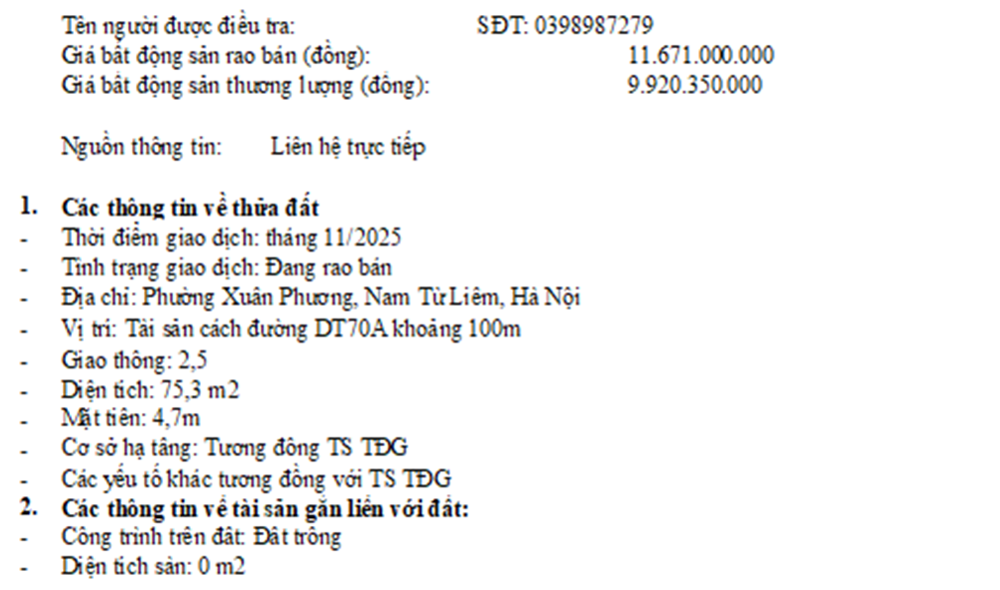 Tên người được điều tra: SĐT: 0398987279
Giá bất động sản rao bán (đồng): 11.671.000.000
Giá bất động sản thương lượng (đồng): 9.920.350.000
Nguồn thông tin: Liên hệ trực tiếp
1. Các thông tin về thửa đất
- Thời điểm giao dịch: tháng 11/2025
- Tình trạng giao dịch: Đang rao bán
- Địa chỉ: Phường Xuân Phương, Nam Từ Liêm, Hà Nội
- Vị trí: Tài sản cách đường DT70A khoảng 100m
- Giao thông: 2,5
- Diện tích: 75,3 m2
- Mặt tiền: 4,7m
- Cơ sở hạ tầng: Tương đồng TS TĐG
- Các yếu tố khác tương đồng với TS TĐG
2. Các thông tin về tài sản gắn liền với đất:
- Công trình trên đất: Đất trống
- Diện tích sàn: 0 m2